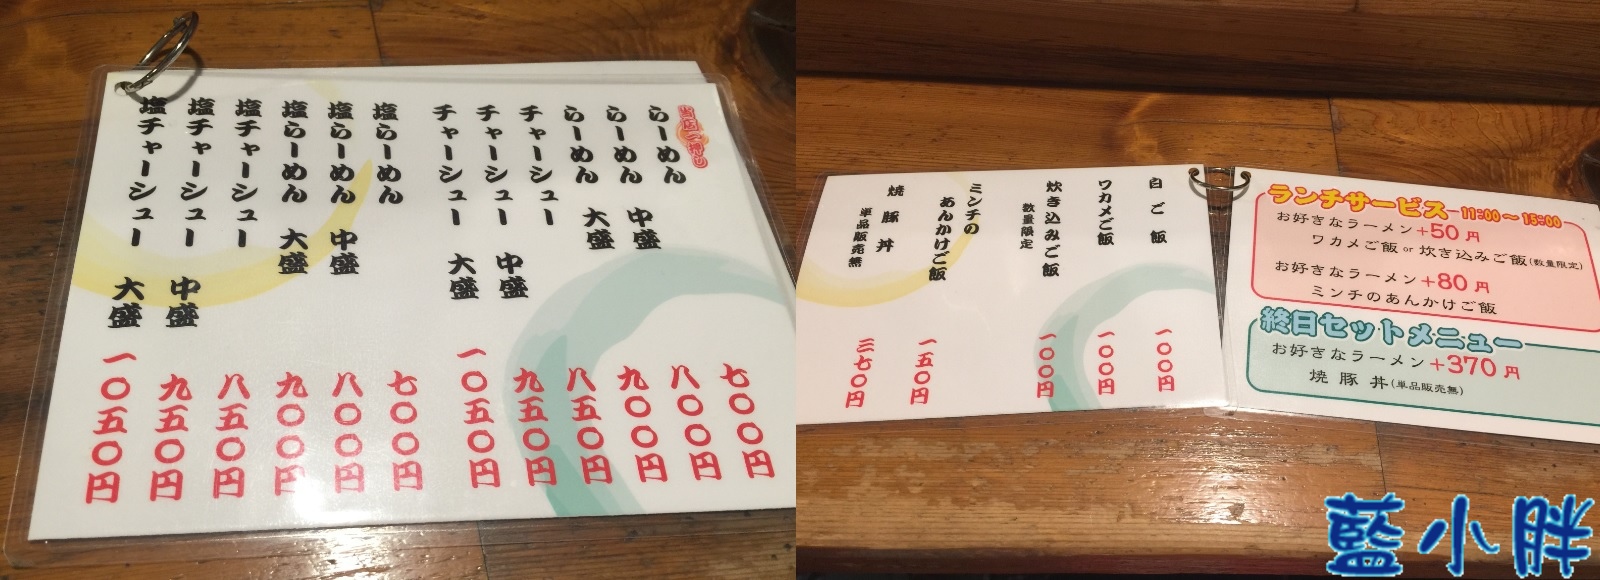 当店一押し
らーめん 七〇〇円
らーめん 中盛 八〇〇円
らーめん 大盛 九〇〇円
チャーシュー 八五〇円
チャーシュー 中盛 九五〇円
チャーシュー 大盛 一〇五〇円
塩らーめん 七〇〇円
塩らーめん 中盛 八〇〇円
塩らーめん 大盛 九〇〇円
塩チャーシュー 八五〇円
塩チャーシュー 中盛 九五〇円
塩チャーシュー 大盛 一〇五〇円
白ご飯 一〇〇円
ワカメご飯 一〇〇円
炊き込みご飯 数量限定 一〇〇円
ミンチの
あんかけご飯 一五〇円
焼豚丼 単品販売無 三七〇円
ランチサービス 11:00～15:00
お好きなラーメン+50円
ワカメご飯 or 炊き込みご飯(数量限定)
お好きなラーメン+80円
ミンチのあんかけご飯
終日セットメニュー
お好きなラーメン+370円
焼豚丼(単品販売無)
藍小胖